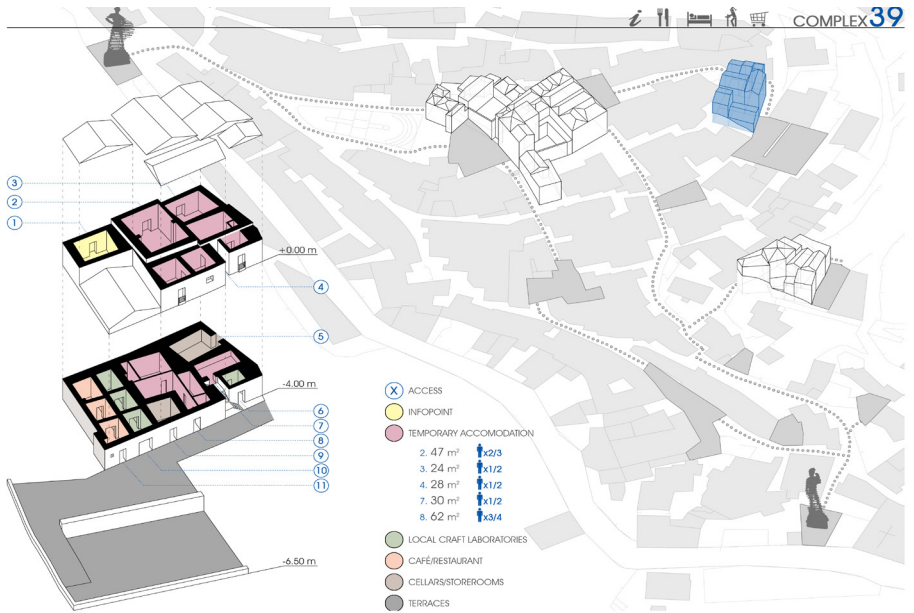 COMPLEX 39
3
2
1
+0.00 m
4
5
-4.00 m
6
7
8
9
10
11
-6.50 m
X ACCESS
INFOPOINT
TEMPORARY ACCOMODATION
2. 47 m² x2/3
3. 24 m² x1/2
4. 28 m² x1/2
7. 30 m² x1/2
8. 62 m² x3/4
LOCAL CRAFT LABORATORIES
CAFÉ/RESTAURANT
CELLARS/STOREROOMS
TERRACES